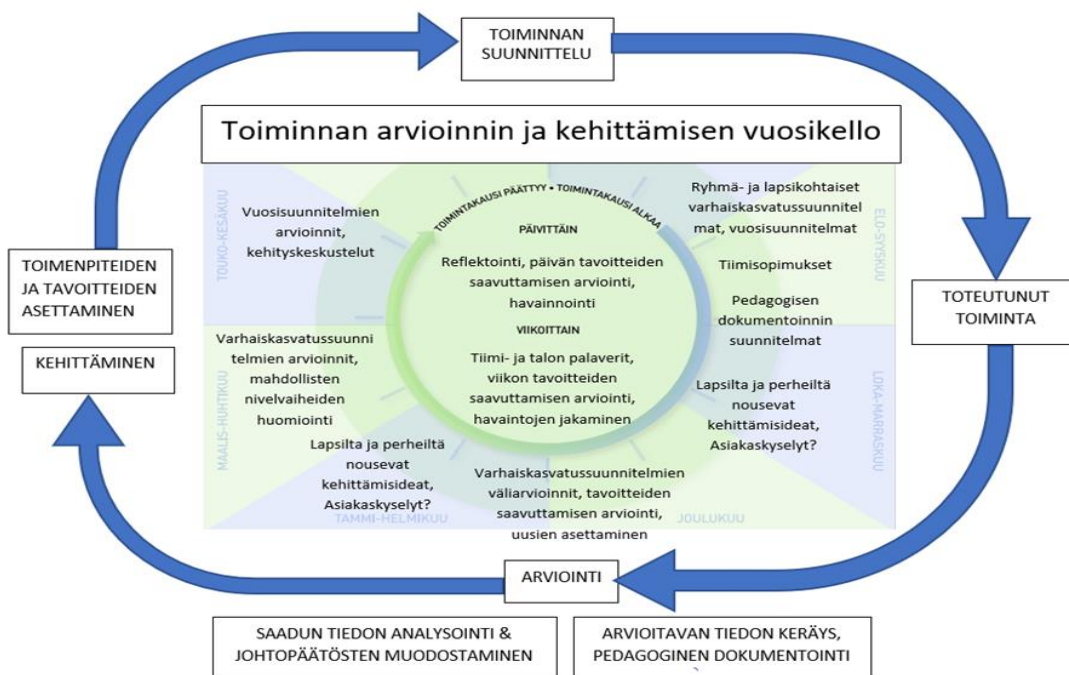 TOIMINNAN
SUUNNITTELU
Toiminnan arvioinnin ja kehittämisen vuosikello
TOIMINTAKAUSI PÄÄTTYY • TOIMINTAKAUSI ALKAA
PÄIVITTÄIN
Reflektointi, päivän tavoitteiden
saavuttamisen arviointi,
havainnointi
VIIKOITTAIN
Tiimi- ja talon palaverit,
viikon tavoitteiden
saavuttamisen arviointi,
havaintojen jakaminen
Ryhmä- ja lapsikohtaiset
varhaiskasvatussuunnitel
mat, vuosisuunnitelmat
Tiimisopimukset
Pedagogisen
dokumentoinnin
suunnitelmat
ELO-SYYSKUU
TOTEUTUNUT
TOIMINTA
Lapsilta ja perheiltä
nousevat
kehittämisideat,
Asiakaskyselyt?
LOKA-MARRASKUU
Varhaiskasvatussuunnitelmien
väliarvioinnit, tavoitteiden
saavuttamisen arviointi,
uusien asettaminen
JOULUKUU
Lapsilta ja perheiltä
nousevat
kehittämisideat,
Asiakaskyselyt?
TAMMI-HELMIKUU
Varhaiskasvatussuunni
telmien arvioinnit,
mahdollisten
nivelvaiheiden
huomiointi
MAALIS-HUHTIKUU
Vuosisuunnitelmien
arvioinnit,
kehityskeskustelut
TOUKO-KESÄKUU
TOIMENPITEIDEN
JA TAVOITTEIDEN
ASETTAMINEN
KEHITTÄMINEN
ARVIOINTI
SAADUN TIEDON ANALYSOINTI &
JOHTOPÄÄTÖSTEN MUODOSTAMINEN
ARVIOITAVAN TIEDON KERÄYS,
PEDAGOGINEN DOKUMENTOINTI